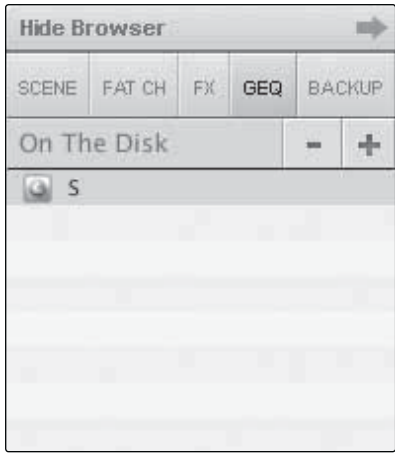 Hide Browser
SCENE FAT CH FX GEQ BACKUP
On The Disk - +
S